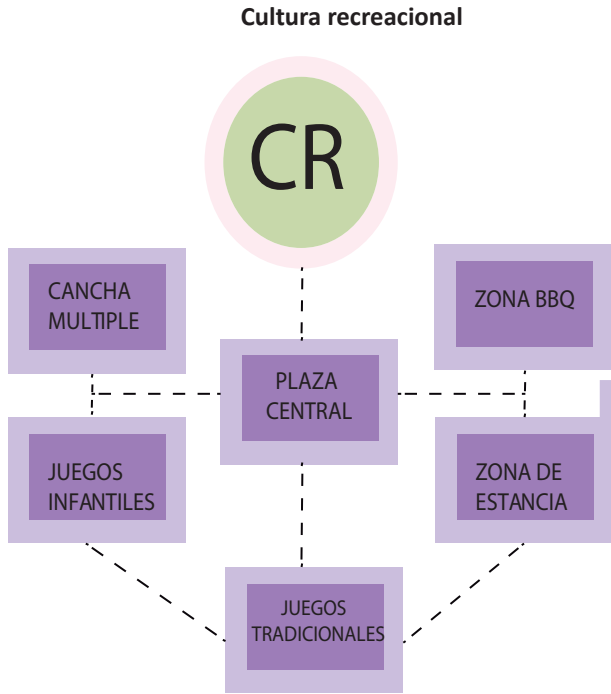 Cultura recreacional
CR
CANCHA
MULTIPLE
ZONA BBQ
PLAZA
CENTRAL
JUEGOS
INFANTILES
ZONA DE
ESTANCIA
JUEGOS
TRADICIONALES